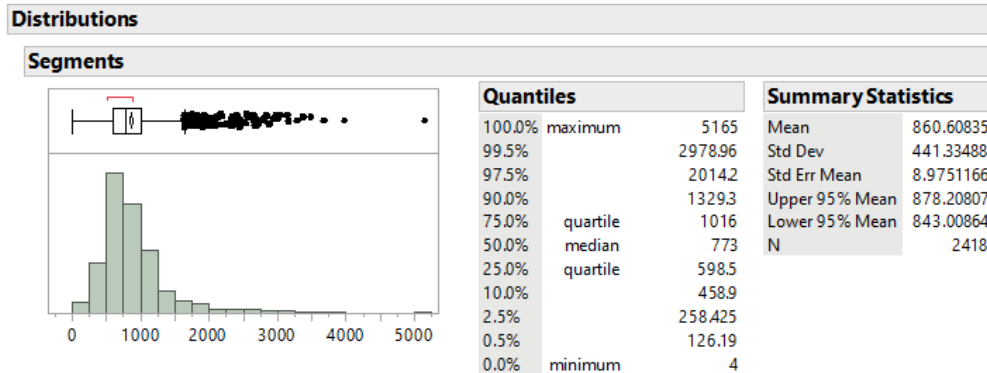 Distributions
Segments
0 1000 2000 3000 4000 5000
Quantiles
100.0% maximum 5165
99.5% 2978.96
97.5% 2014.2
90.0% 1329.3
75.0% quartile 1016
50.0% median 773
25.0% quartile 598.5
10.0% 458.9
2.5% 258.425
0.5% 126.19
0.0% minimum 4
Summary Statistics
Mean 860.60835
Std Dev 441.33488
Std Err Mean 8.9751166
Upper 95% Mean 878.20807
Lower 95% Mean 843.00864
N 2418